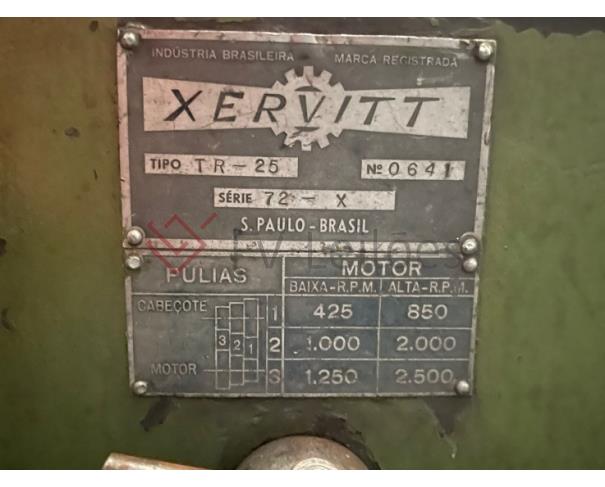 INDÚSTRIA BRASILEIRA MARCA REGISTRADA
XERVITT
TIPO TR-25 Nº 0641
SÉRIE 72-X
S. PAULO-BRASIL
PULIAS MOTOR
BAIXA-R.P.M. ALTA-R.P.M.
CABEÇOTE 1 425 850
3 2 1 2 1.000 2.000
MOTOR 3 1.250 2.500